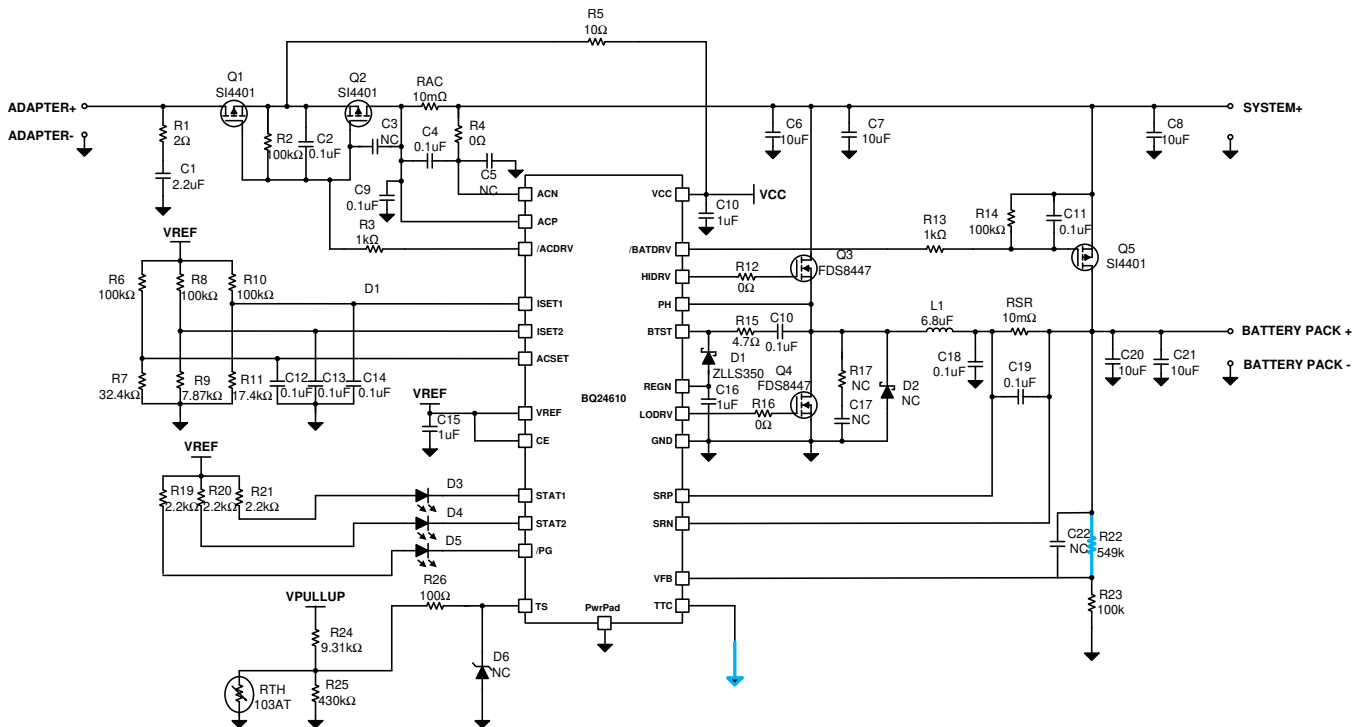 R5
10Ω
ADAPTER+
ADAPTER-
Q1
SI4401
Q2
SI4401
RAC
10mΩ
SYSTEM+
R1
2Ω
C1
2.2uF
R2
100kΩ
C2
0.1uF
C3
NC
C4
0.1uF
R4
0Ω
C5
NC
C6
10uF
C7
10uF
C8
10uF
C9
0.1uF
R3
1kΩ
ACN
ACP
/ACDRV
VCC
VCC
C10
1uF
R13
1kΩ
R14
100kΩ
C11
0.1uF
/BATDRV
Q3
FDS8447
Q5
SI4401
HIDRV
R12
0Ω
VREF
R6
100kΩ
R8
100kΩ
R10
100kΩ
D1
ISET1
ISET2
ACSET
PH
BTST
R15
4.7Ω
C10
0.1uF
L1
6.8uF
RSR
10mΩ
BATTERY PACK +
BATTERY PACK -
R7
32.4kΩ
R9
7.87kΩ
R11
17.4kΩ
C12
0.1uF
C13
0.1uF
C14
0.1uF
D1
ZLLS350
REGN
C16
1uF
Q4
FDS8447
R17
NC
C17
NC
D2
NC
C18
0.1uF
C19
0.1uF
C20
10uF
C21
10uF
BQ24610
VREF
C15
1uF
VREF
CE
LODRV
R16
0Ω
GND
VREF
R19
2.2kΩ
R20
2.2kΩ
R21
2.2kΩ
D3
D4
D5
STAT1
STAT2
/PG
SRP
SRN
C22
NC
R22
549k
VFB
R23
100k
R26
100Ω
TS
PwrPad
TTC
VPULLUP
R24
9.31kΩ
D6
NC
RTH
103AT
R25
430kΩ